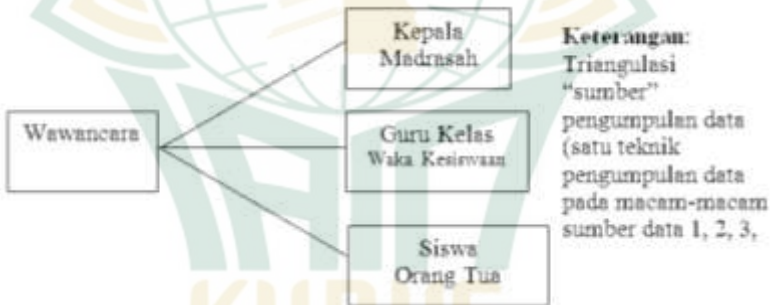 Kepala
Madrasah
Wawancara
Guru Kelas
Waka Kesiswaan
Siswa
Orang Tua
Keterangan:
Triangulasi
“sumber”
pengumpulan data
(satu teknik
pengumpulan data
pada macam-macam
sumber data 1, 2, 3,